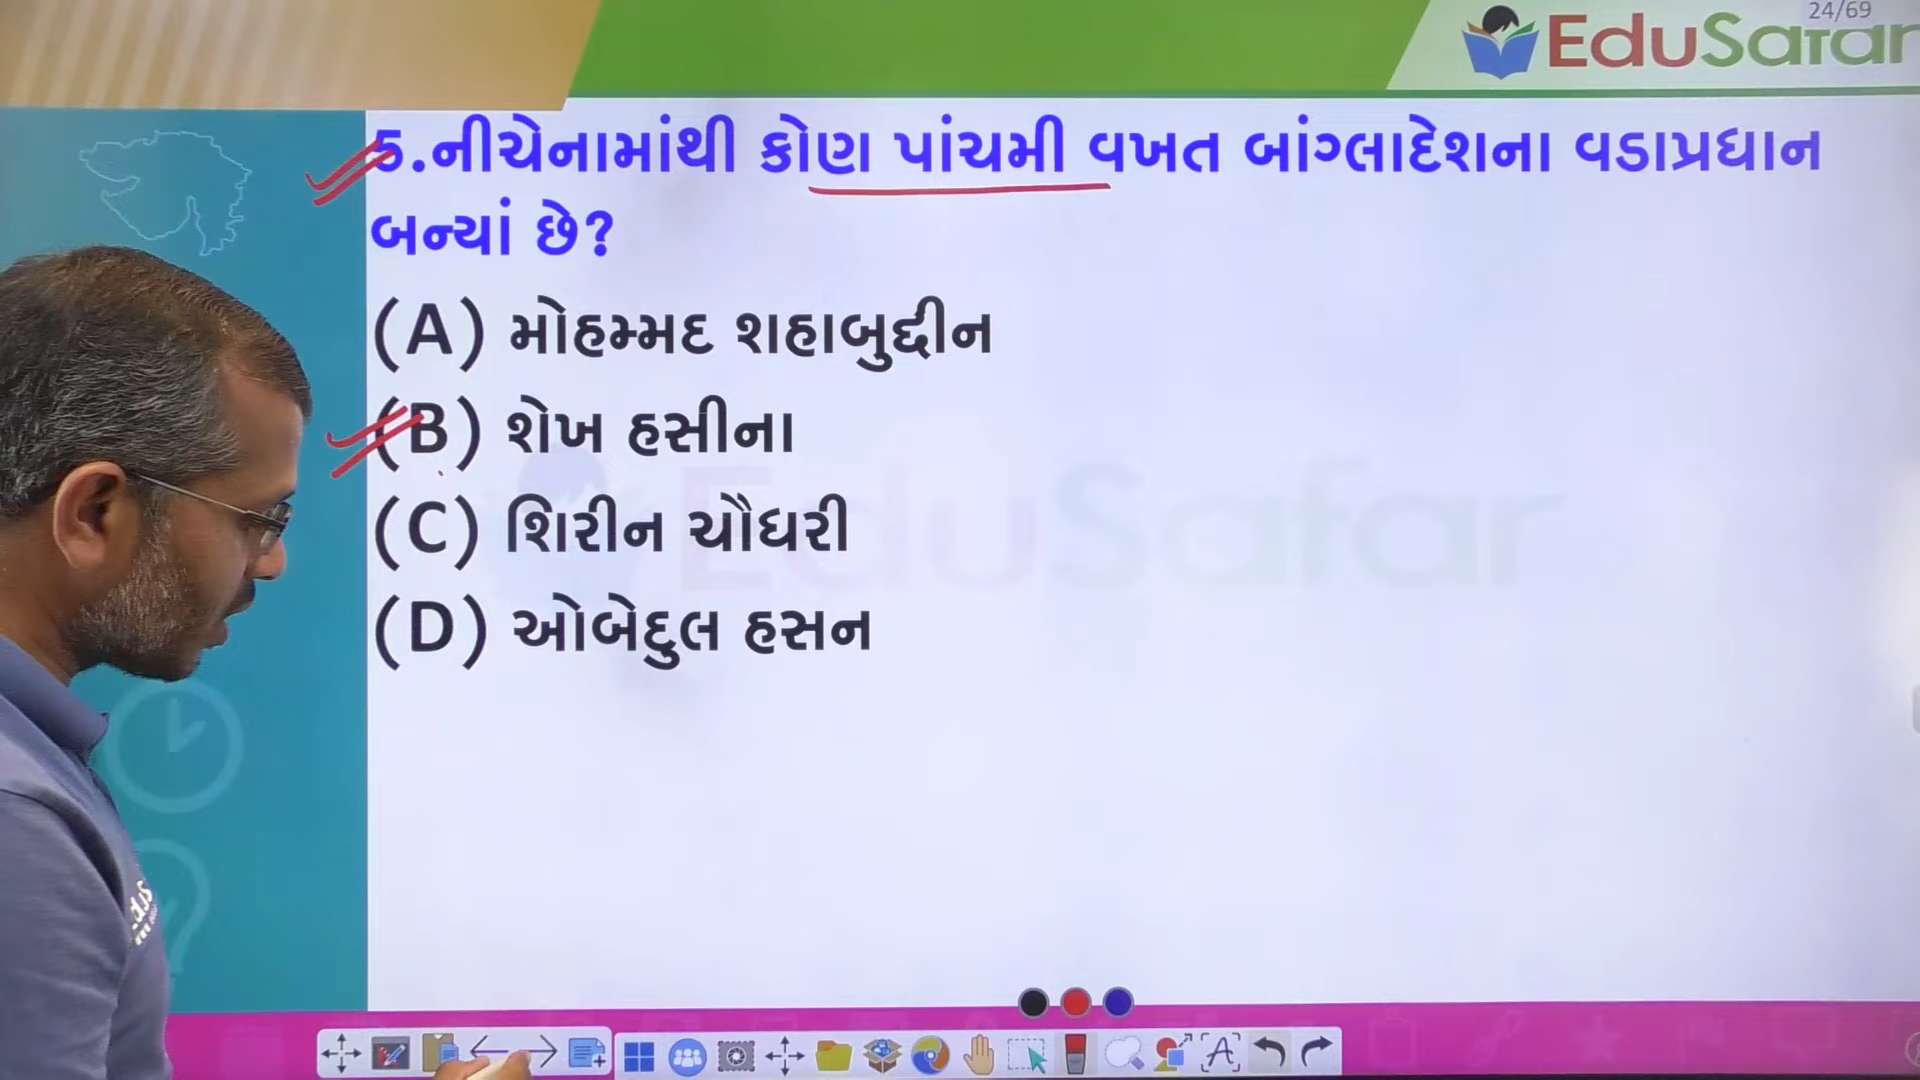 24/69
EduSafar
5.નીચેનામાંથી કોણ પાંચમી વખત બાંગ્લાદેશના વડાપ્રધાન
બન્યાં છે?
(A) મોહમ્મદ શહાબુદ્દીન
(B) શેખ હસીના
(C) શિરીન ચૌધરી
(D) ઓબેદુલ હસન
EduSafar